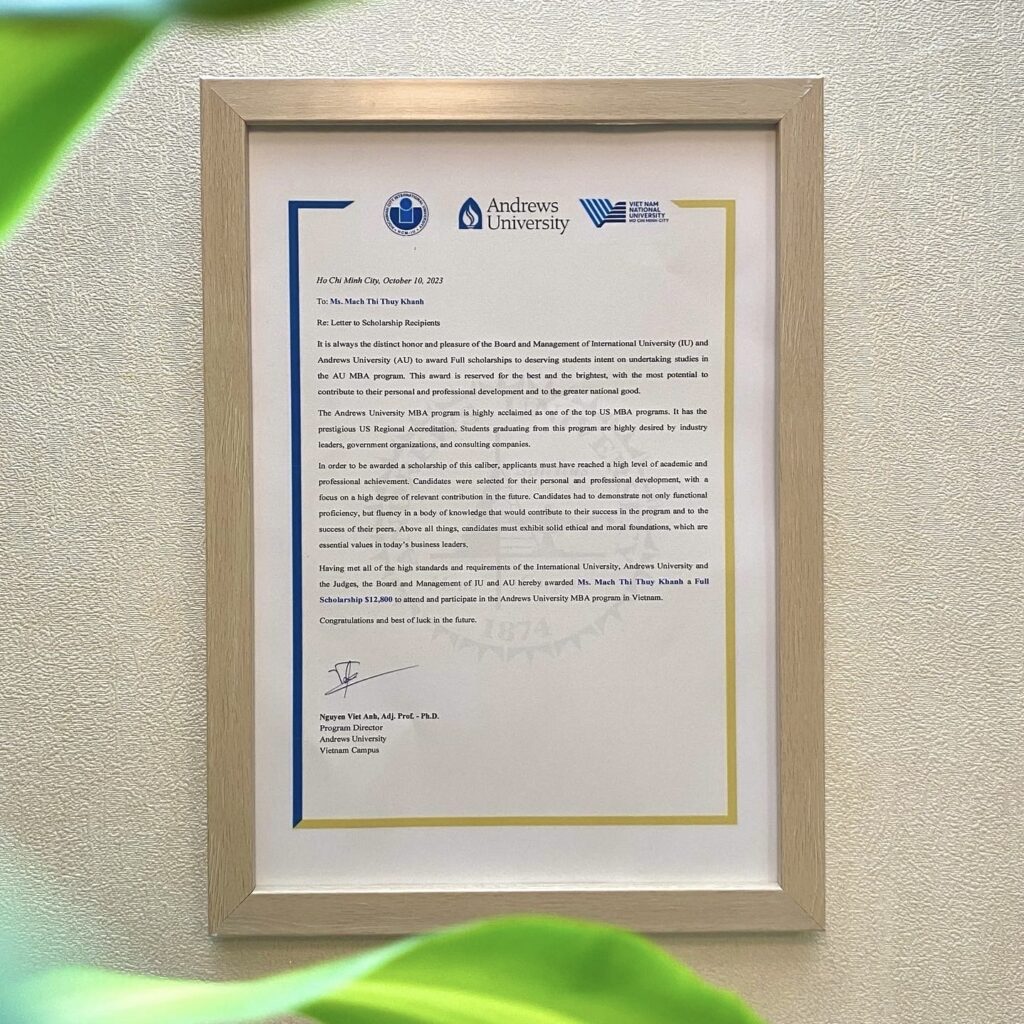 Andrews
University
VIET NAM
NATIONAL
UNIVERSITY
HO CHI MINH CITY
Ho Chi Minh City, October 10, 2023
To: Ms. Mach Thi Thuy Khanh
Re: Letter to Scholarship Recipients
It is always the distinct honor and pleasure of the Board and Management of International University (IU) and
Andrews University (AU) to award Full scholarships to deserving students intent on undertaking studies in
the AU MBA program. This award is reserved for the best and the brightest, with the most potential to
contribute to their personal and professional development and to the greater national good.
The Andrews University MBA program is highly acclaimed as one of the top US MBA programs. It has the
prestigious US Regional Accreditation. Students graduating from this program are highly desired by industry
leaders, government organizations, and consulting companies.
In order to be awarded a scholarship of this caliber, applicants must have reached a high level of academic and
professional achievement. Candidates were selected for their personal and professional development, with a
focus on a high degree of relevant contribution in the future. Candidates had to demonstrate not only functional
proficiency, but fluency in a body of knowledge that would contribute to their success in the program and to the
success of their peers. Above all things, candidates must exhibit solid ethical and moral foundations, which are
essential values in today's business leaders.
Having met all of the high standards and requirements of the International University, Andrews University and
the Judges, the Board and Management of IU and AU hereby awarded Ms. Mach Thi Thuy Khanh a Full
Scholarship $12,800 to attend and participate in the Andrews University MBA program in Vietnam.
Congratulations and best of luck in the future.
1874
Nguyen Viet Anh, Adj. Prof. - Ph.D.
Program Director
Andrews University
Vietnam Campus